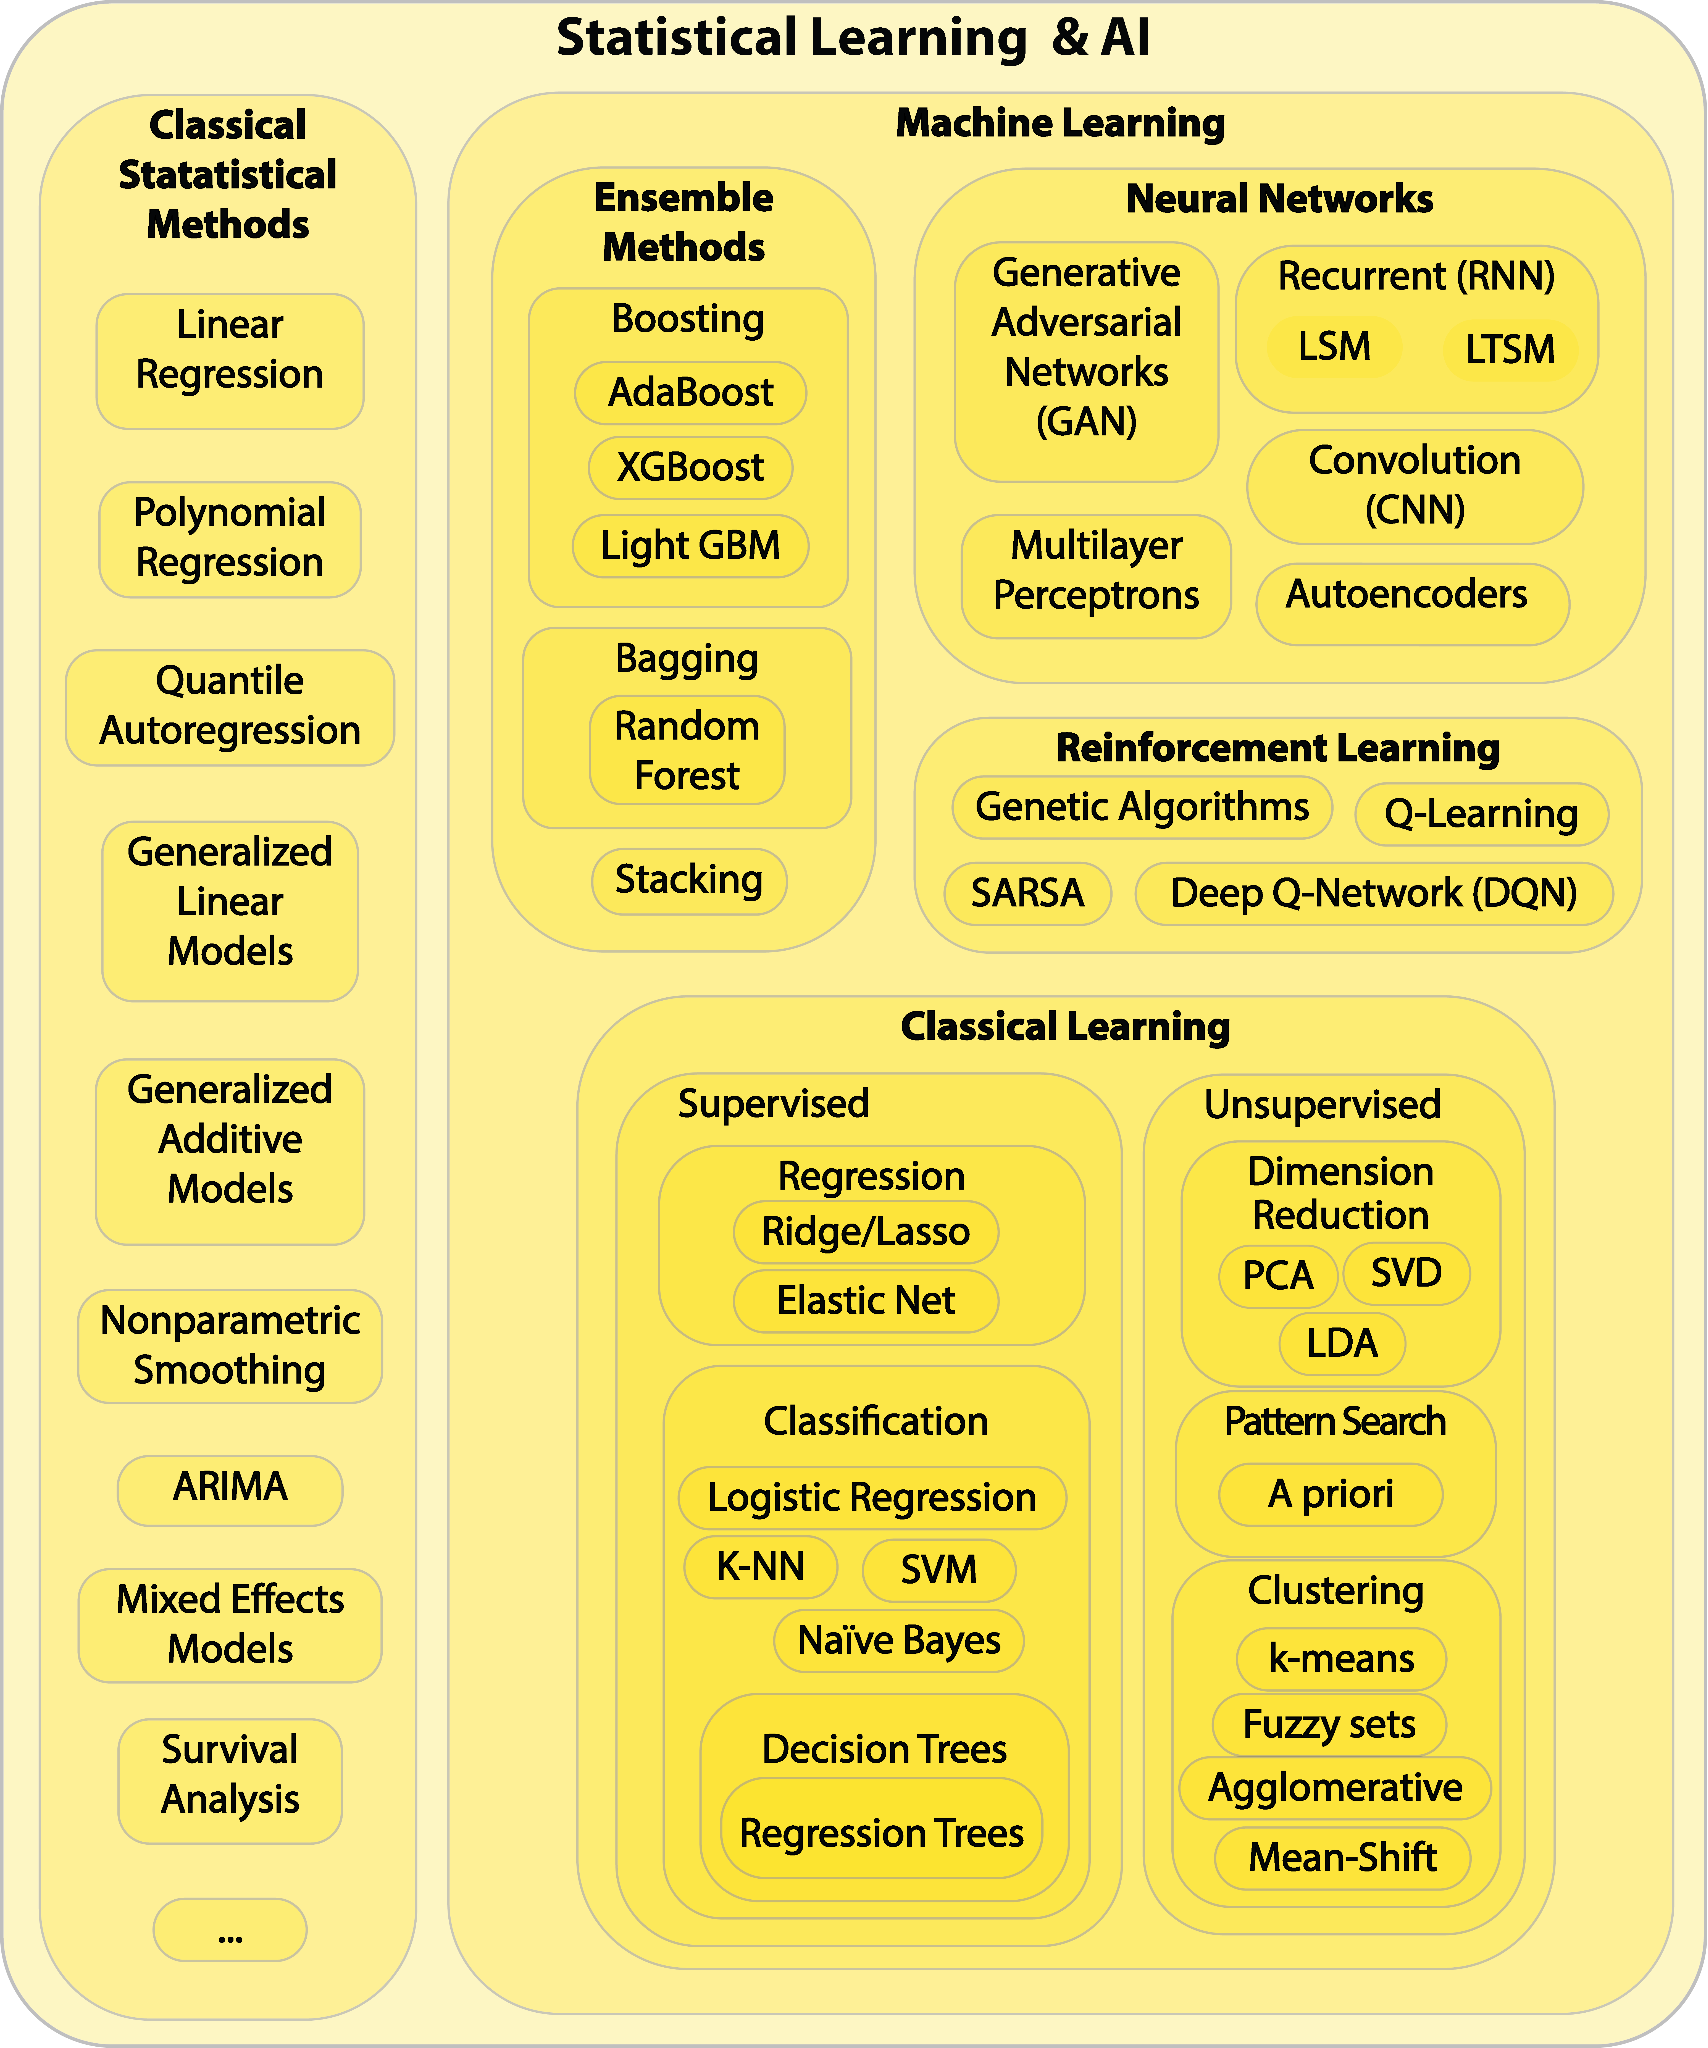 Statistical Learning & AI
Classical
Statatistical
Methods
Linear
Regression
Polynomial
Regression
Quantile
Autoregression
Generalized
Linear
Models
Generalized
Additive
Models
Nonparametric
Smoothing
ARIMA
Mixed Effects
Models
Survival
Analysis
...
Machine Learning
Ensemble
Methods
Boosting
AdaBoost
XGBoost
Light GBM
Bagging
Random
Forest
Stacking
Neural Networks
Generative
Adversarial
Networks
(GAN)
Recurrent (RNN)
LSM
LTSM
Convolution
(CNN)
Multilayer
Perceptrons
Autoencoders
Reinforcement Learning
Genetic Algorithms
Q-Learning
SARSA
Deep Q-Network (DQN)
Classical Learning
Supervised
Regression
Ridge/Lasso
Elastic Net
Classification
Logistic Regression
K-NN
SVM
Naïve Bayes
Decision Trees
Regression Trees
Unsupervised
Dimension
Reduction
PCA
SVD
LDA
Pattern Search
A priori
Clustering
k-means
Fuzzy sets
Agglomerative
Mean-Shift